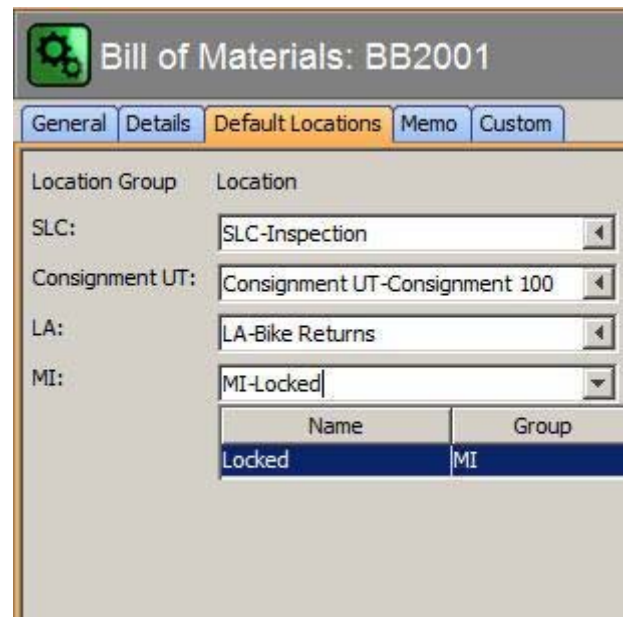 Bill of Materials: BB2001
General Details Default Locations Memo Custom
Location Group Location
SLC: SLC-Inspection
Consignment UT: Consignment UT-Consignment 100
LA: LA-Bike Returns
MI: MI-Locked
Name Group
Locked MI